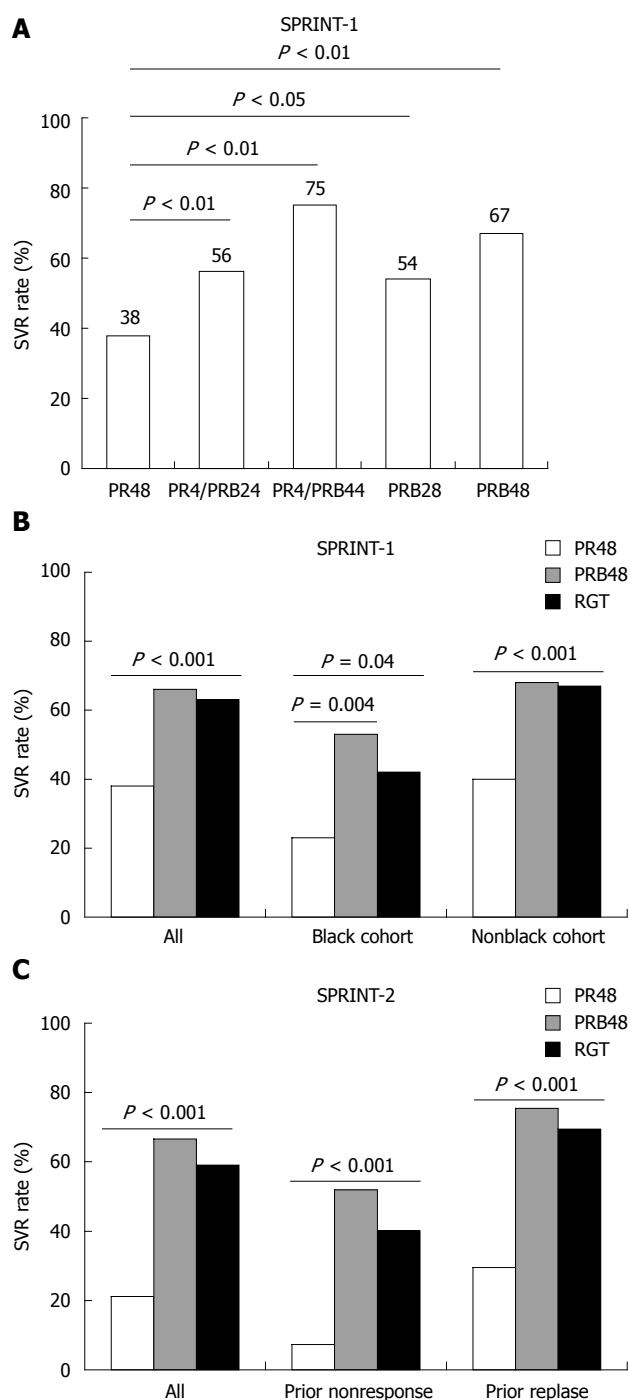 A
SPRINT-1
P < 0.01
P < 0.05
P < 0.01
P < 0.01
SVR rate (%)
100
80
60
40
20
0
38
56
75
54
67
PR48
PR4/PRB24
PR4/PRB44
PRB28
PRB48
B
SPRINT-1
PR48
PRB48
RGT
SVR rate (%)
100
80
60
40
20
0
P < 0.001
P = 0.04
P = 0.004
P < 0.001
All
Black cohort
Nonblack cohort
C
SPRINT-2
PR48
PRB48
RGT
SVR rate (%)
100
80
60
40
20
0
P < 0.001
P < 0.001
P < 0.001
All
Prior nonresponse
Prior replase